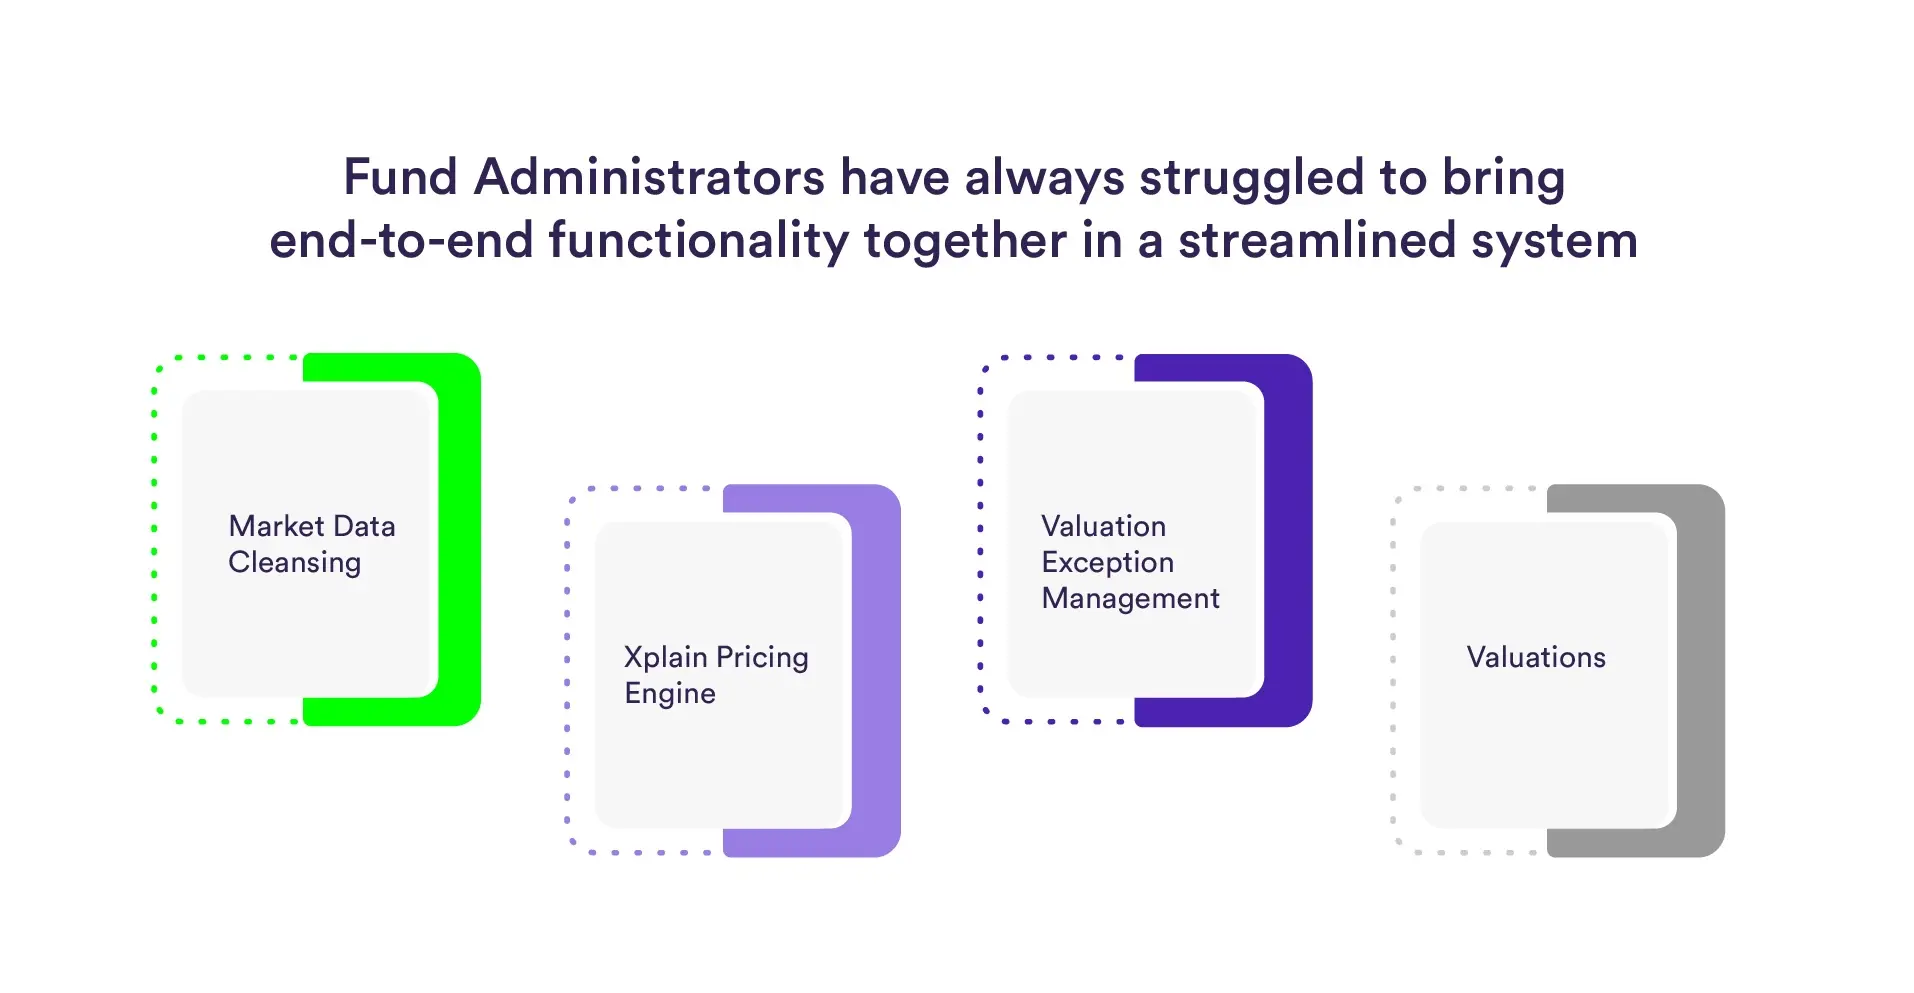 Fund Administrators have always struggled to bring
end-to-end functionality together in a streamlined system
Market Data
Cleansing
Xplain Pricing
Engine
Valuation
Exception
Management
Valuations